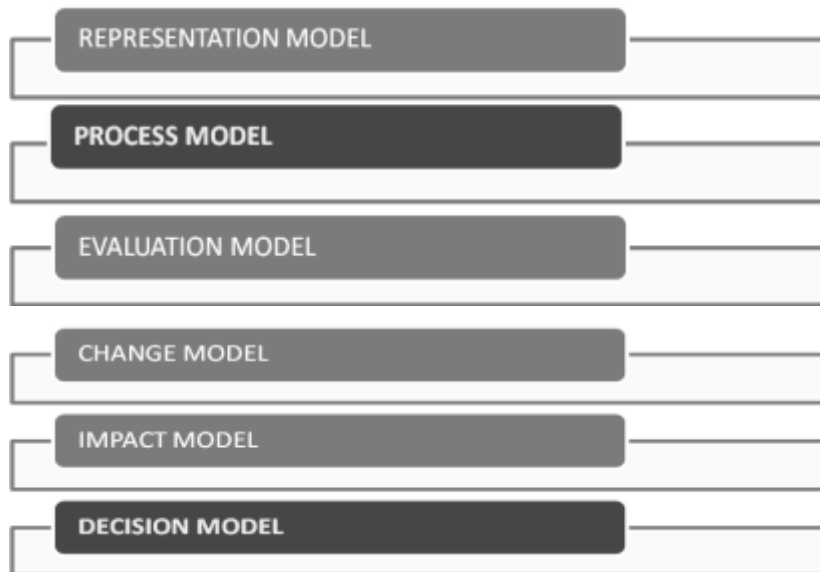 REPRESENTATION MODEL
PROCESS MODEL
EVALUATION MODEL
CHANGE MODEL
IMPACT MODEL
DECISION MODEL